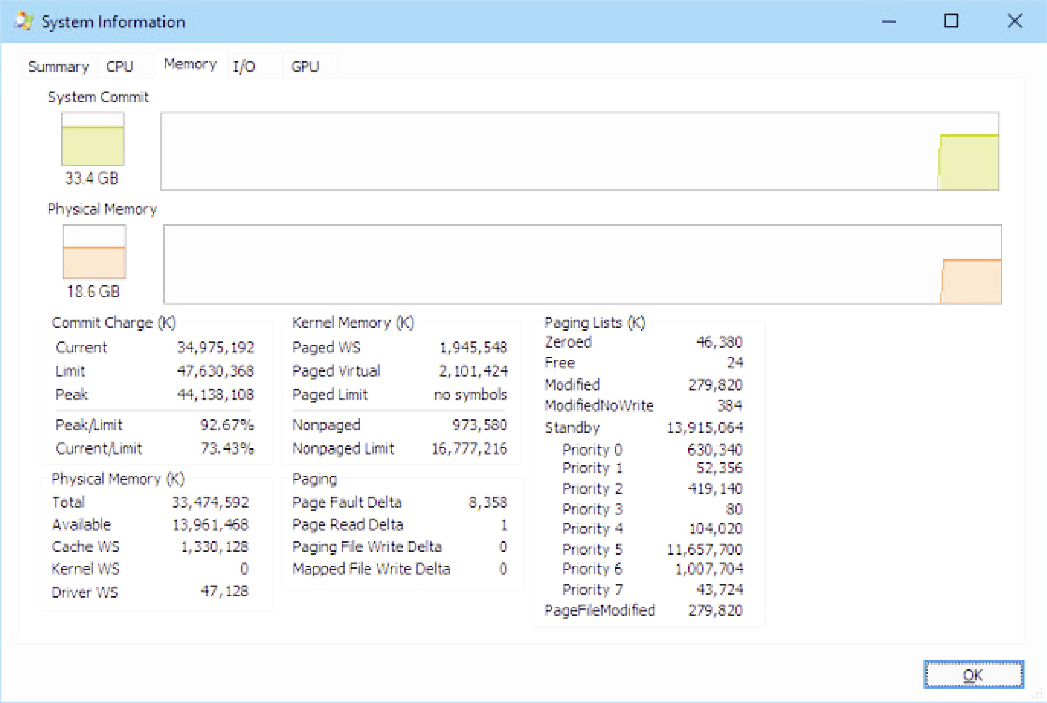 System Information
Summary CPU Memory I/O GPU
System Commit
33.4 GB
Physical Memory
18.6 GB
Commit Charge (K)
Current 34,975,192
Limit 47,630,368
Peak 44,138,108
Peak/Limit 92.67%
Current/Limit 73.43%
Physical Memory (K)
Total 33,474,592
Available 13,961,468
Cache WS 1,330,128
Kernel WS 0
Driver WS 47,128
Kernel Memory (K)
Paged WS 1,945,548
Paged Virtual 2,101,424
Paged Limit no symbols
Nonpaged 973,580
Nonpaged Limit 16,777,216
Paging
Page Fault Delta 8,358
Page Read Delta 1
Paging File Write Delta 0
Mapped File Write Delta 0
Paging Lists (K)
Zeroed 46,380
Free 24
Modified 279,820
ModifiedNoWrite 384
Standby 13,915,064
Priority 0 630,340
Priority 1 52,356
Priority 2 419,140
Priority 3 80
Priority 4 104,020
Priority 5 11,657,700
Priority 6 1,007,704
Priority 7 43,724
PageFileModified 279,820
OK